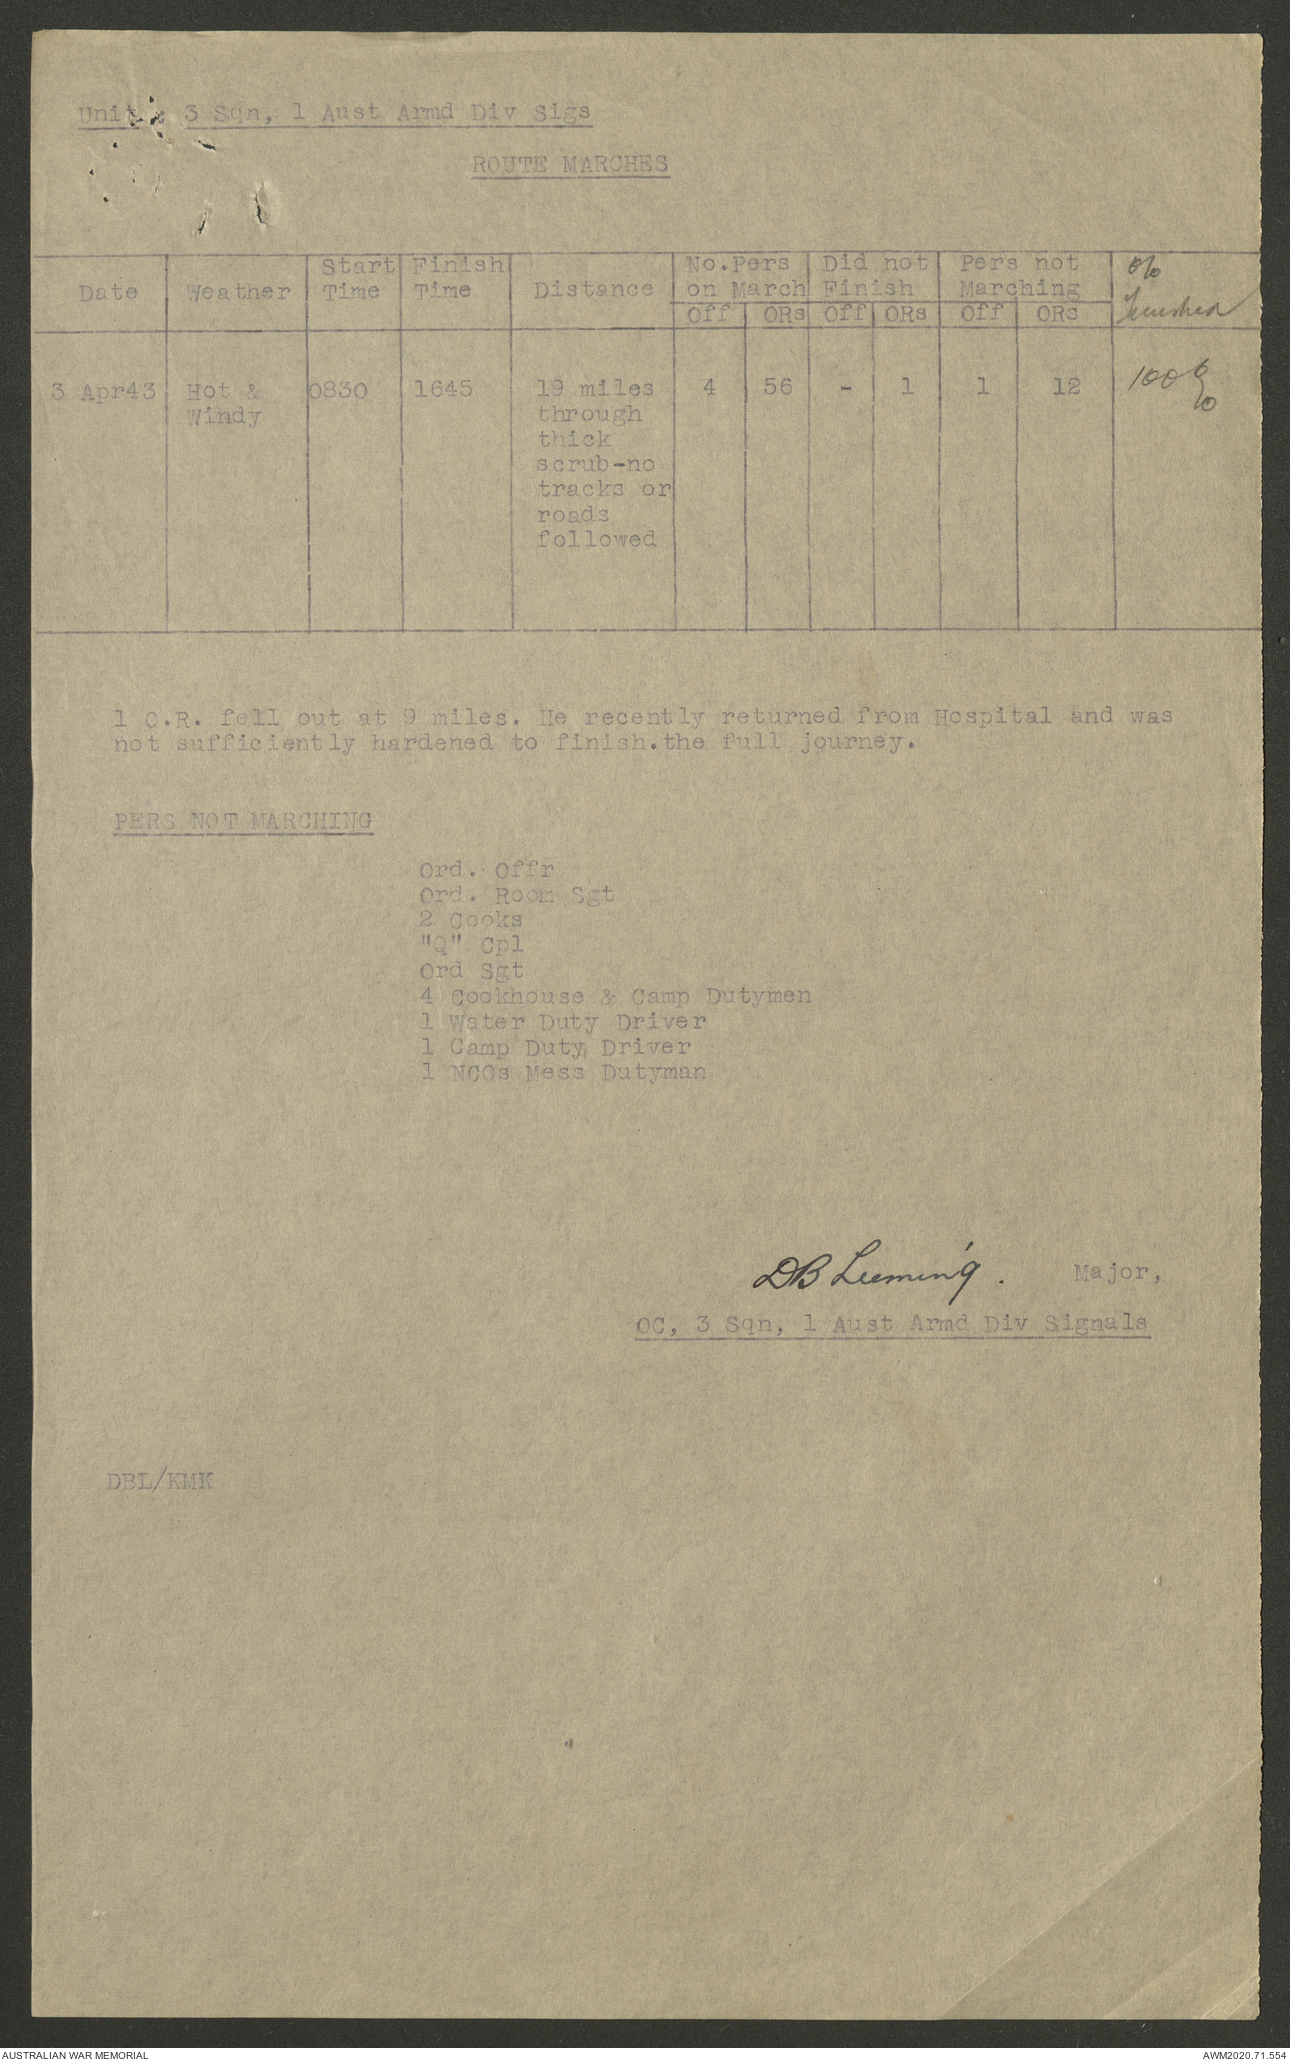 Unit : 3 Sqn, 1 Aust Armd Div Sigs
ROUTE MARCHES
Date Weather Start Time Finish Time Distance No.Pers on March Did not Finish Pers not Marching % Finished
Off ORs Off ORs Off ORs
3 Apr43 Hot & 0830 1645 19 miles 4 56 - 1 1 12 100%
Windy through
thick
scrub-no
tracks or
roads
followed
1 O.R. fell out at 9 miles. He recently returned from Hospital and was
not sufficiently hardened to finish.the full journey.
PERS NOT MARCHING
Ord. Offr
Ord. Room Sgt
2 Cooks
"Q" Cpl
Ord Sgt
4 Cookhouse & Camp Dutymen
1 Water Duty Driver
1 Camp Duty Driver
1 NCOs Mess Dutyman
DB Leeming. Major,
OC, 3 Sqn, 1 Aust Armd Div Signals
DBL/KMK
AUSTRALIAN WAR MEMORIAL AWM2020.71.554